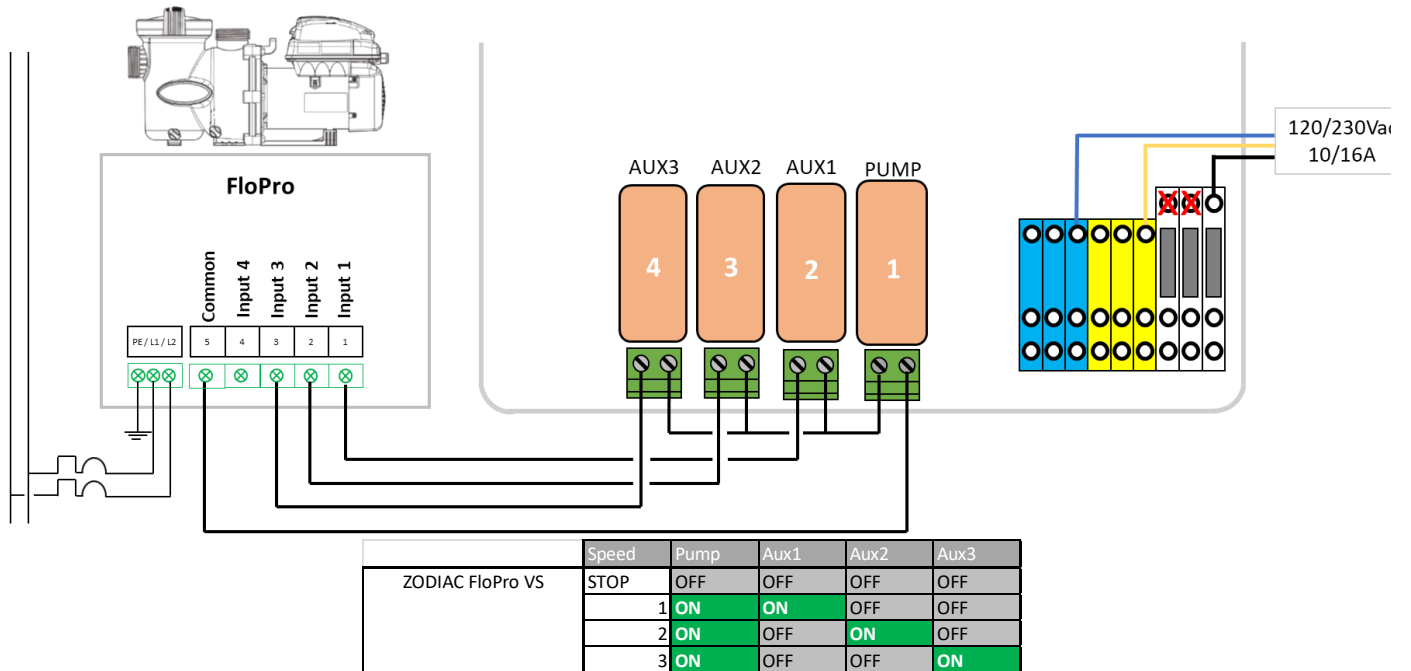 120/230Vac
10/16A
AUX3 AUX2 AUX1 PUMP
FloPro
4 3 2 1
Common Input 4 Input 3 Input 2 Input 1
PE / L1 / L2 5 4 3 2 1
Speed Pump Aux1 Aux2 Aux3
ZODIAC FloPro VS STOP OFF OFF OFF OFF
1 ON ON OFF OFF
2 ON OFF ON OFF
3 ON OFF OFF ON